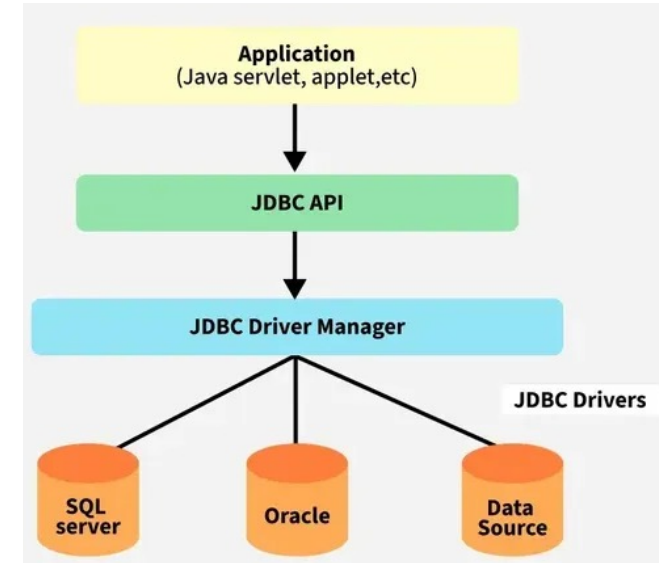 Application
(Java servlet, applet,etc)
JDBC API
JDBC Driver Manager
JDBC Drivers
SQL
server
Oracle
Data
Source